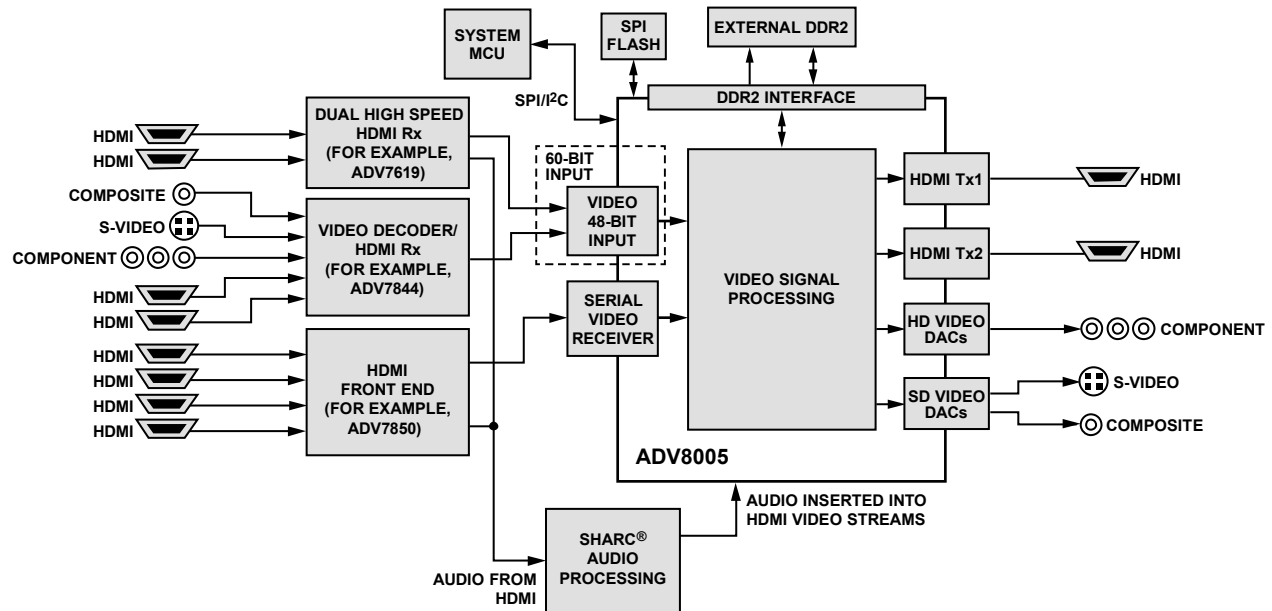 SYSTEM
MCU
SPI
FLASH
EXTERNAL DDR2
SPI/I²C
DDR2 INTERFACE
HDMI
HDMI
DUAL HIGH SPEED
HDMI Rx
(FOR EXAMPLE,
ADV7619)
COMPOSITE
S-VIDEO
COMPONENT
HDMI
HDMI
VIDEO DECODER/
HDMI Rx
(FOR EXAMPLE,
ADV7844)
HDMI
HDMI
HDMI
HDMI
HDMI
FRONT END
(FOR EXAMPLE,
ADV7850)
60-BIT
INPUT
VIDEO
48-BIT
INPUT
SERIAL
VIDEO
RECEIVER
VIDEO SIGNAL
PROCESSING
HDMI Tx1
HDMI
HDMI Tx2
HDMI
HD VIDEO
DACs
COMPONENT
SD VIDEO
DACs
S-VIDEO
COMPOSITE
ADV8005
AUDIO INSERTED INTO
HDMI VIDEO STREAMS
SHARC®
AUDIO
PROCESSING
AUDIO FROM
HDMI